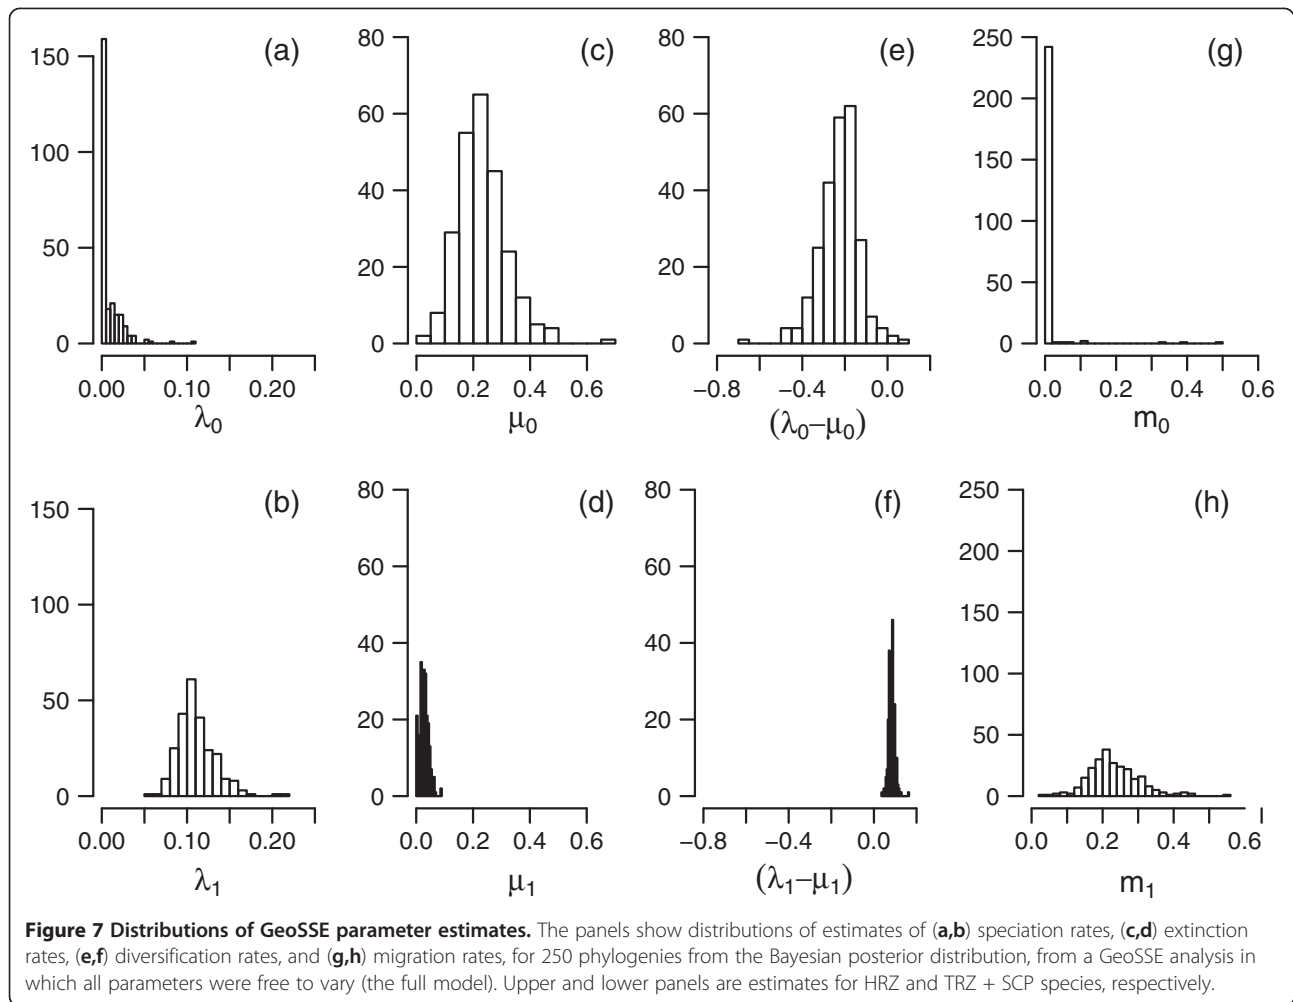 (a)
150
100
50
0
0.00 0.10 0.20
λ0
(c)
80
60
40
20
0
0.0 0.2 0.4 0.6
μ0
(e)
80
60
40
20
0
−0.8 −0.4 0.0
(λ0−μ0)
(g)
250
200
150
100
50
0
0.0 0.2 0.4 0.6
m0
(b)
150
100
50
0
0.00 0.10 0.20
λ1
(d)
80
60
40
20
0
0.0 0.2 0.4 0.6
μ1
(f)
80
60
40
20
0
−0.8 −0.4 0.0
(λ1−μ1)
(h)
250
200
150
100
50
0
0.0 0.2 0.4 0.6
m1
Figure 7 Distributions of GeoSSE parameter estimates. The panels show distributions of estimates of (a,b) speciation rates, (c,d) extinction
rates, (e,f) diversification rates, and (g,h) migration rates, for 250 phylogenies from the Bayesian posterior distribution, from a GeoSSE analysis in
which all parameters were free to vary (the full model). Upper and lower panels are estimates for HRZ and TRZ + SCP species, respectively.